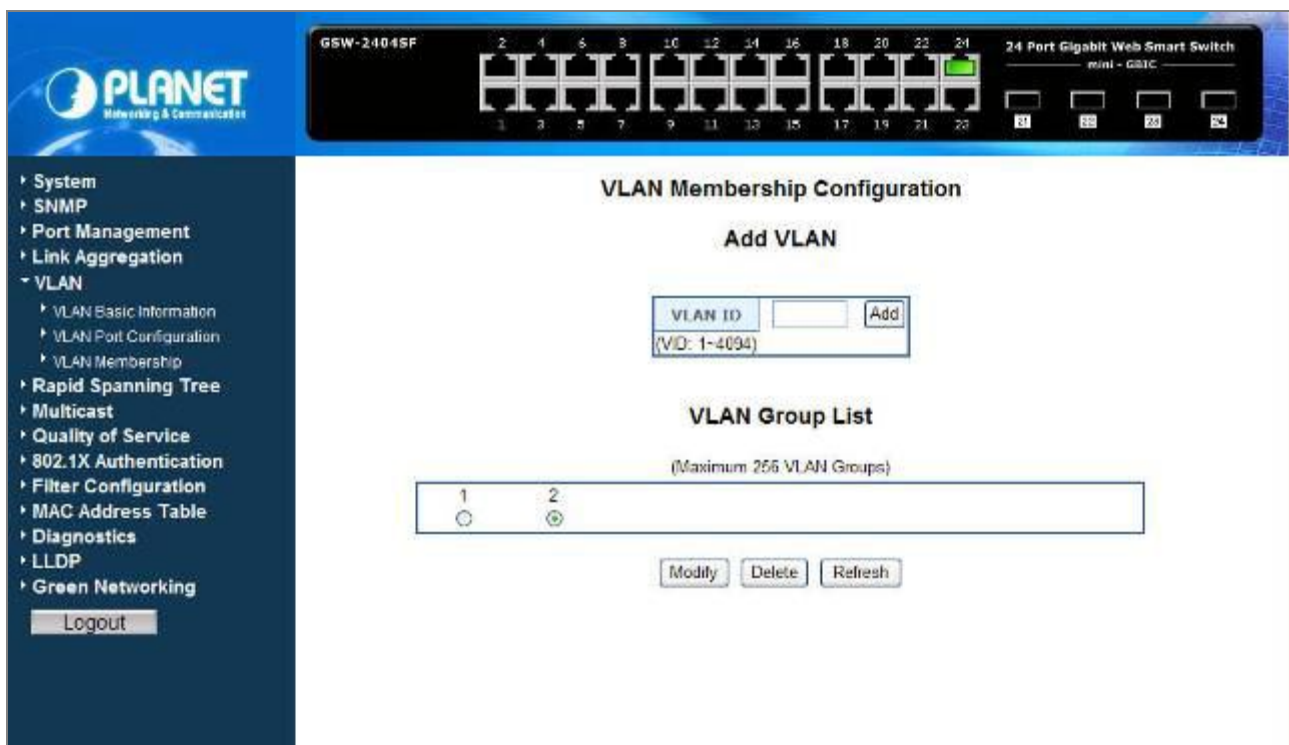 PLANET
Networking & Communication
GSW-2404SF
2 4 6 8 10 12 14 16 18 20 22 24
1 3 5 7 9 11 13 15 17 19 21 23
24 Port Gigabit Web Smart Switch
mini - GBIC
21 22 23 24
System
SNMP
Port Management
Link Aggregation
VLAN
VLAN Basic Information
VLAN Port Configuration
VLAN Membership
Rapid Spanning Tree
Multicast
Quality of Service
802.1X Authentication
Filter Configuration
MAC Address Table
Diagnostics
LLDP
Green Networking
Logout
VLAN Membership Configuration
Add VLAN
VLAN ID Add
(VID: 1~4094)
VLAN Group List
(Maximum 256 VLAN Groups)
1 2
Modify Delete Refresh